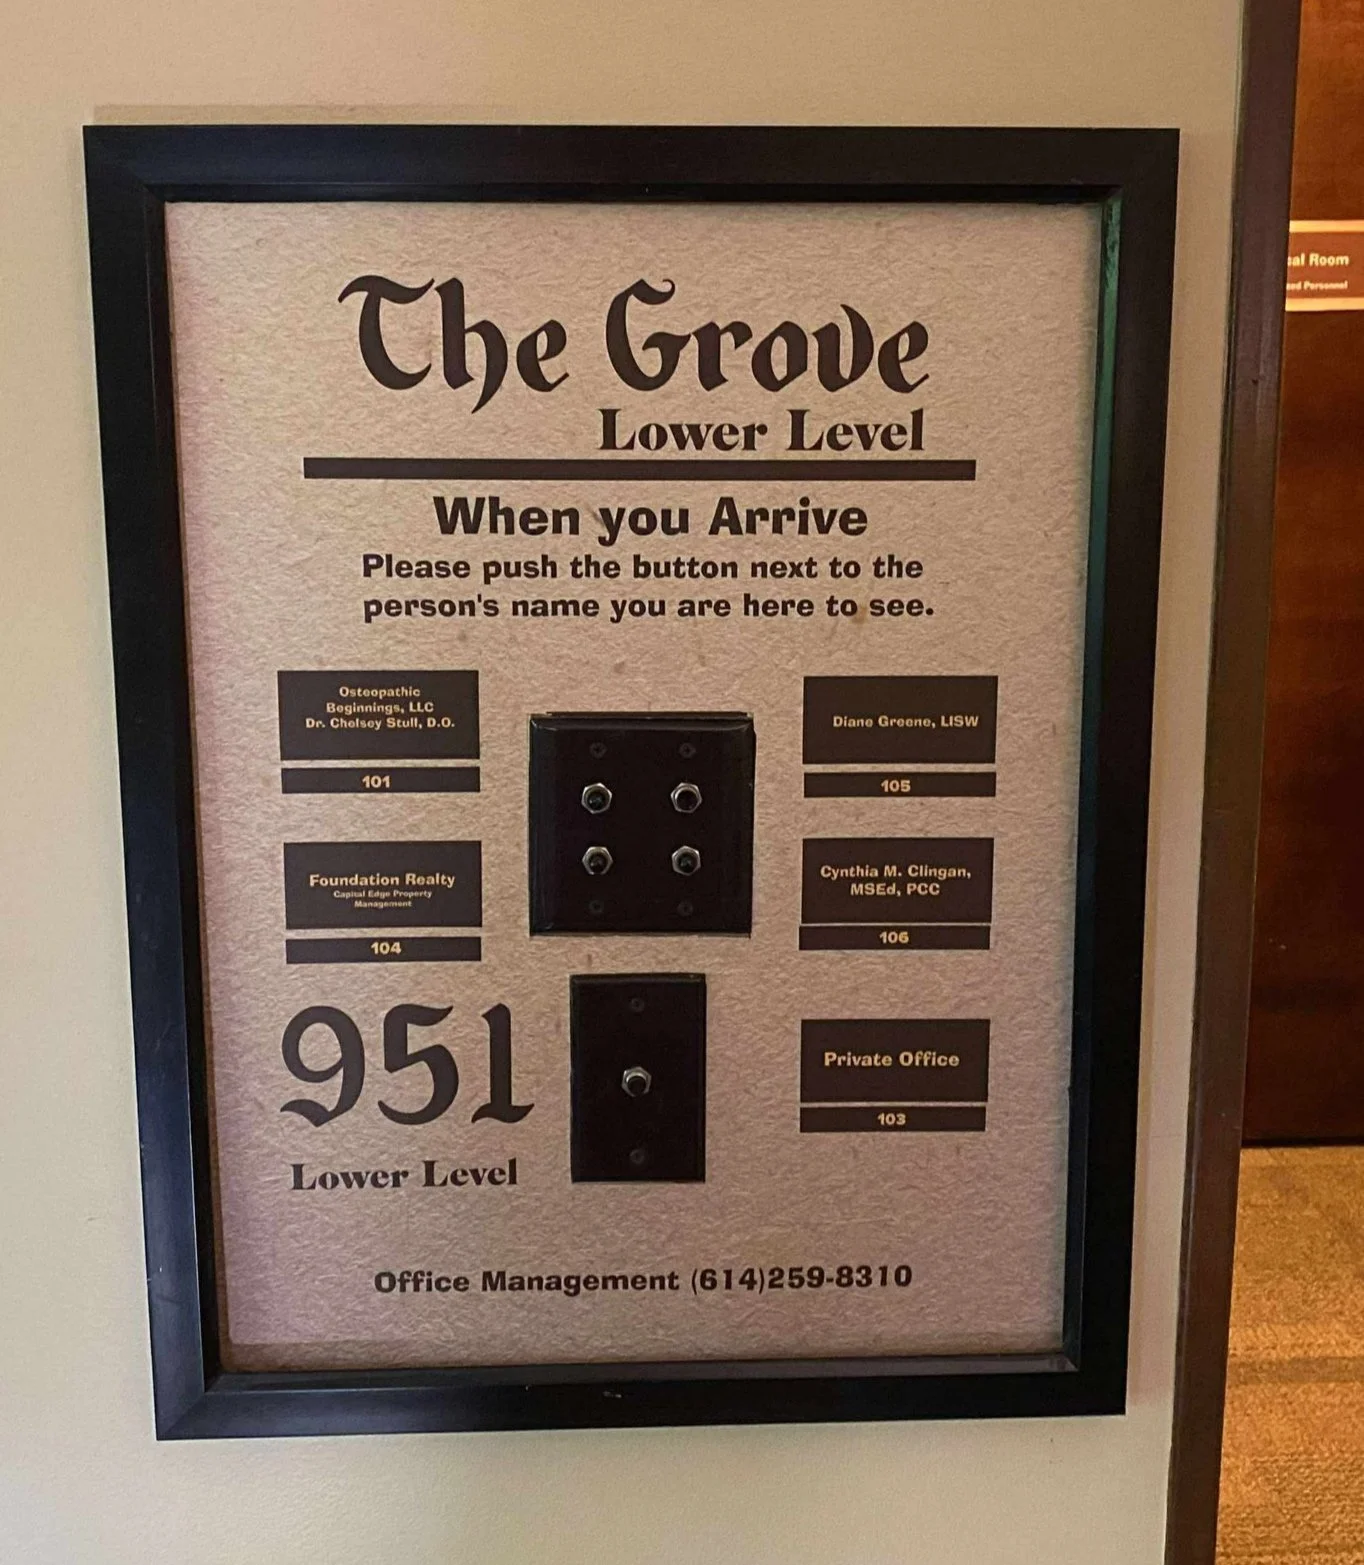 The Grove
Lower Level
When you Arrive
Please push the button next to the
person's name you are here to see.
Osteopathic
Beginnings, LLC
Dr. Chelsey Stull, D.O.
101
Foundation Realty
Capital Edge Property
Management
104
Diane Greene, LISW
105
Cynthia M. Clingan,
MSEd, PCC
106
951
Lower Level
Private Office
103
Office Management (614)259-8310
Room
Personnel